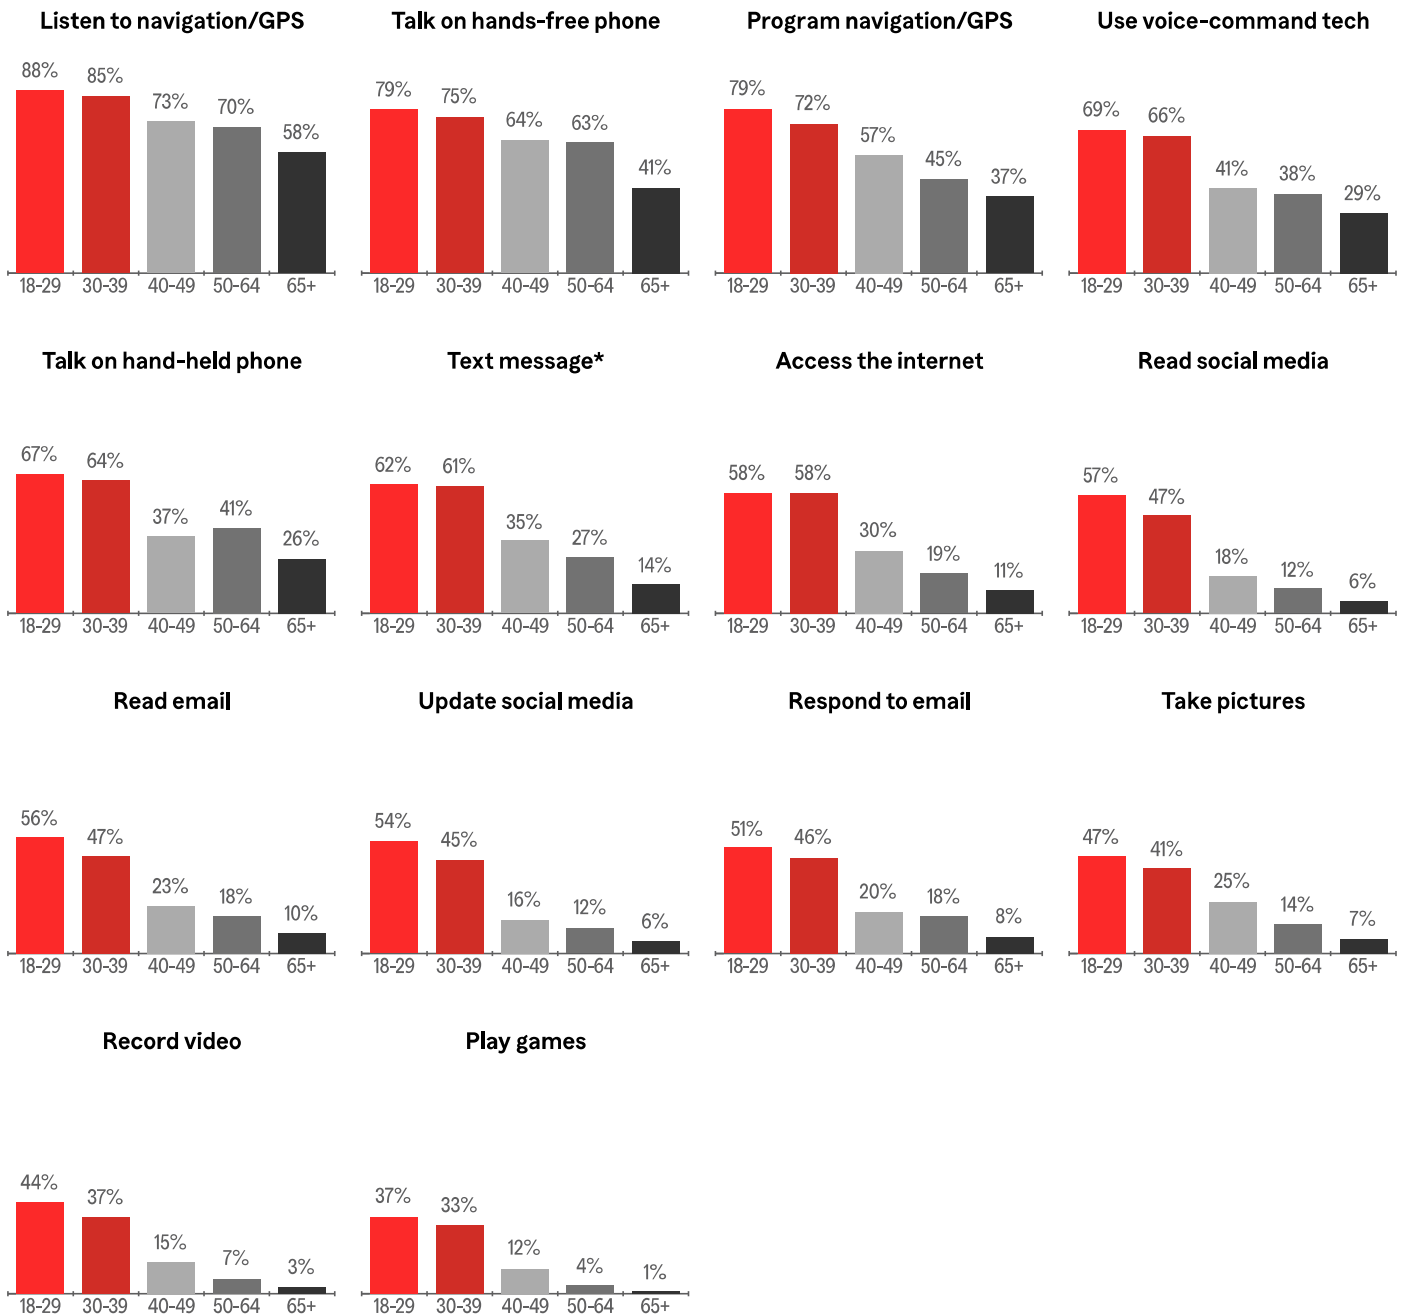 Listen to navigation/GPS
88%
85%
73%
70%
58%
18-29 30-39 40-49 50-64 65+
Talk on hands-free phone
79%
75%
64%
63%
41%
18-29 30-39 40-49 50-64 65+
Program navigation/GPS
79%
72%
57%
45%
37%
18-29 30-39 40-49 50-64 65+
Use voice-command tech
69%
66%
41%
38%
29%
18-29 30-39 40-49 50-64 65+
Talk on hand-held phone
67%
64%
37%
41%
26%
18-29 30-39 40-49 50-64 65+
Text message*
62%
61%
35%
27%
14%
18-29 30-39 40-49 50-64 65+
Access the internet
58%
58%
30%
19%
11%
18-29 30-39 40-49 50-64 65+
Read social media
57%
47%
18%
12%
6%
18-29 30-39 40-49 50-64 65+
Read email
56%
47%
23%
18%
10%
18-29 30-39 40-49 50-64 65+
Update social media
54%
45%
16%
12%
6%
18-29 30-39 40-49 50-64 65+
Respond to email
51%
46%
20%
18%
8%
18-29 30-39 40-49 50-64 65+
Take pictures
47%
41%
25%
14%
7%
18-29 30-39 40-49 50-64 65+
Record video
44%
37%
15%
7%
3%
18-29 30-39 40-49 50-64 65+
Play games
37%
33%
12%
4%
1%
18-29 30-39 40-49 50-64 65+